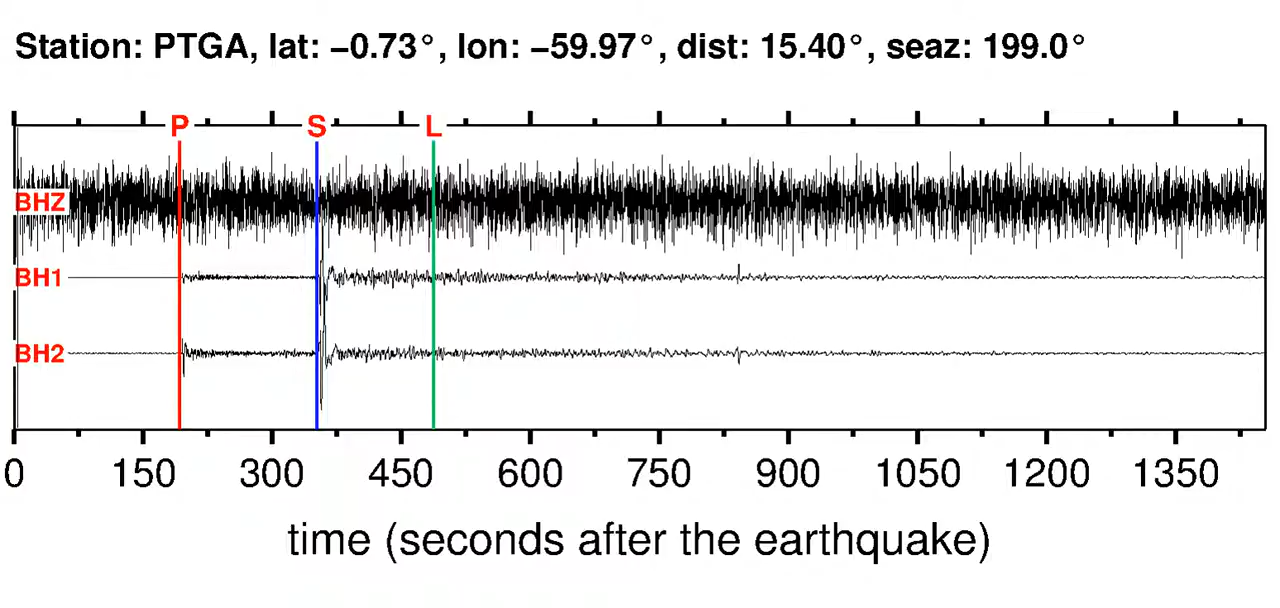 Station: PTGA, lat: −0.73°, lon: −59.97°, dist: 15.40°, seaz: 199.0°
P S L
BHZ
BH1
BH2
0 150 300 450 600 750 900 1050 1200 1350
time (seconds after the earthquake)